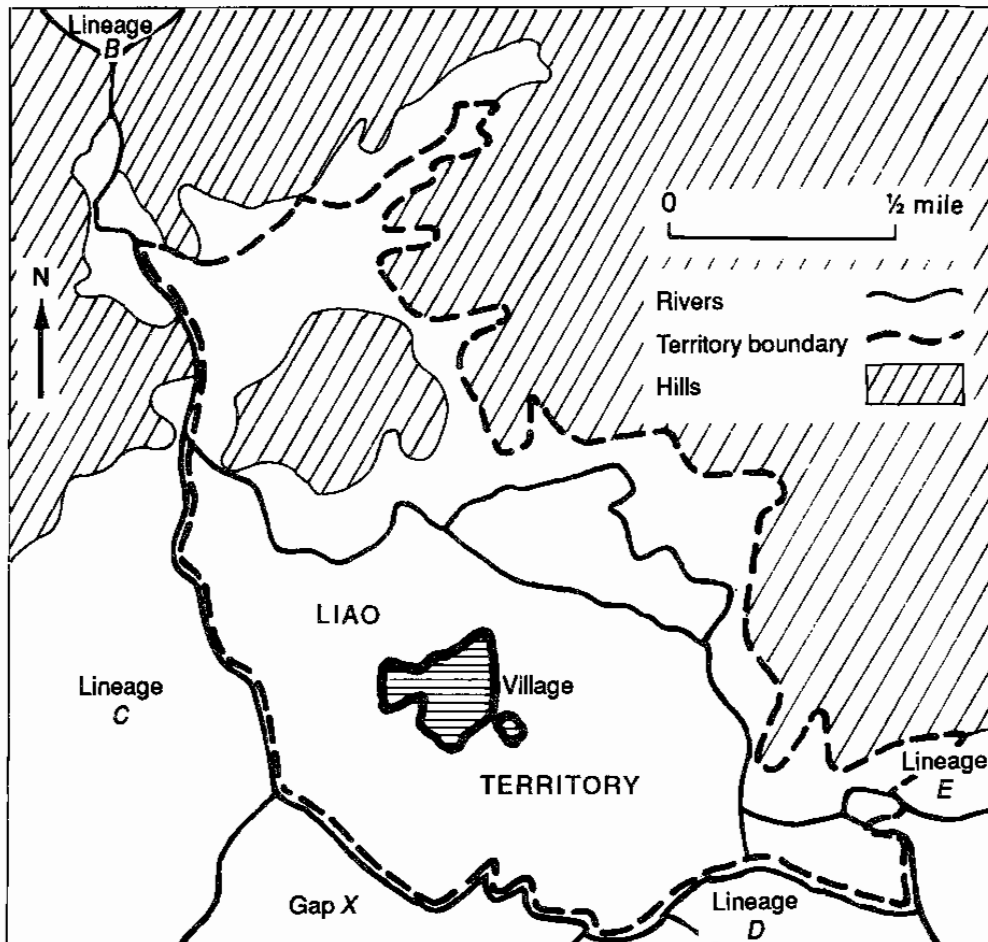 Lineage
B
0 ½ mile
N
Rivers
Territory boundary
Hills
LIAO
Village
Lineage
C
TERRITORY
Lineage
E
Gap X
Lineage
D